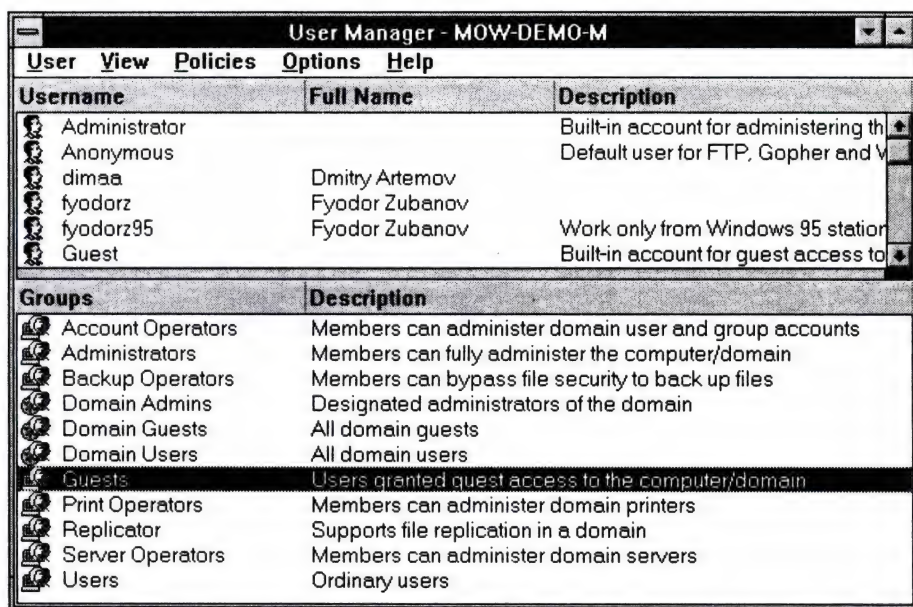 User Manager - MOW-DEMO-M
User View Policies Options Help
Username Full Name Description
Administrator Built-in account for administering th
Anonymous Default user for FTP, Gopher and
dimaa Dmitry Artemov
fyodorz Fyodor Zubanov
fyodorz95 Fyodor Zubanov Work only from Windows 95 station
Guest Built-in account for guest access to
Groups Description
Account Operators Members can administer domain user and group accounts
Administrators Members can fully administer the computer/domain
Backup Operators Members can bypass file security to back up files
Domain Admins Designated administrators of the domain
Domain Guests All domain guests
Domain Users All domain users
Guests Users granted guest access to the computer/domain
Print Operators Members can administer domain printers
Replicator Supports file replication in a domain
Server Operators Members can administer domain servers
Users Ordinary users